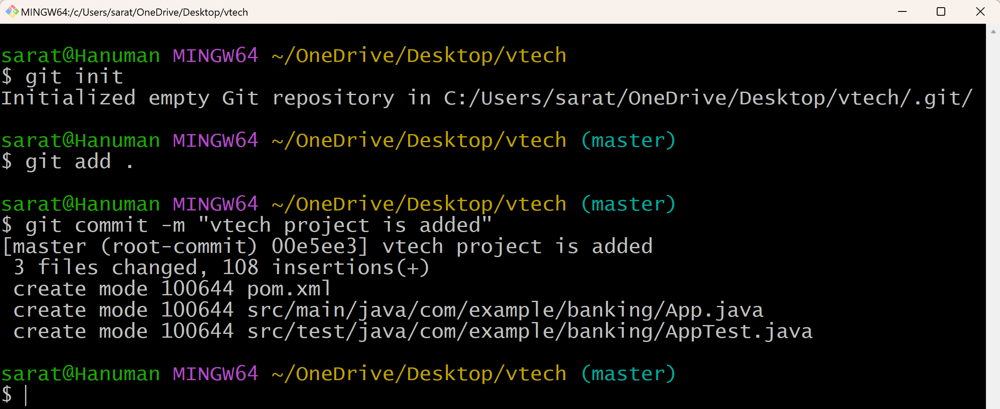 MINGW64:/c/Users/sarat/OneDrive/Desktop/vtech
sarat@Hanuman MINGW64 ~/OneDrive/Desktop/vtech
$ git init
Initialized empty Git repository in C:/Users/sarat/OneDrive/Desktop/vtech/.git/
sarat@Hanuman MINGW64 ~/OneDrive/Desktop/vtech (master)
$ git add .
sarat@Hanuman MINGW64 ~/OneDrive/Desktop/vtech (master)
$ git commit -m "vtech project is added"
[master (root-commit) 00e5ee3] vtech project is added
 3 files changed, 108 insertions(+)
 create mode 100644 pom.xml
 create mode 100644 src/main/java/com/example/banking/App.java
 create mode 100644 src/test/java/com/example/banking/AppTest.java
sarat@Hanuman MINGW64 ~/OneDrive/Desktop/vtech (master)
$